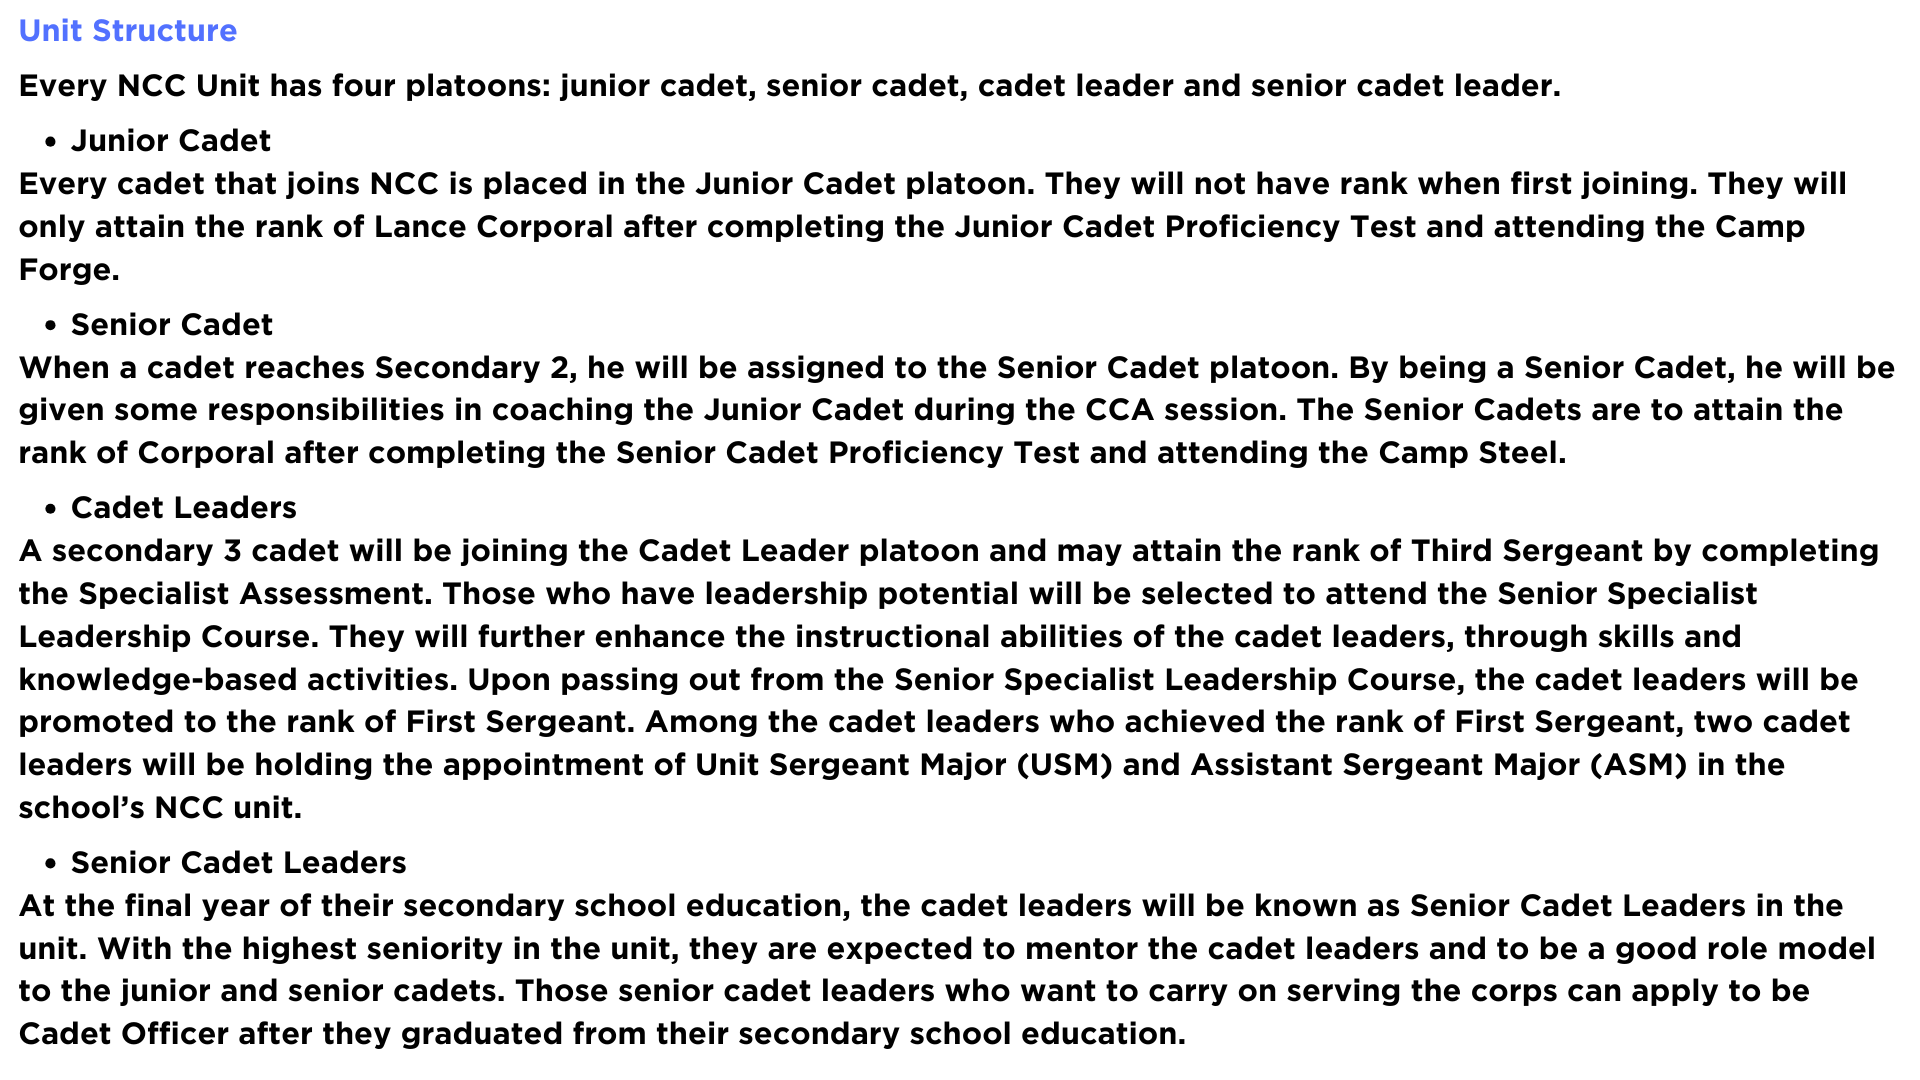 Unit Structure
Every NCC Unit has four platoons: junior cadet, senior cadet, cadet leader and senior cadet leader.
• Junior Cadet
Every cadet that joins NCC is placed in the Junior Cadet platoon. They will not have rank when first joining. They will
only attain the rank of Lance Corporal after completing the Junior Cadet Proficiency Test and attending the Camp
Forge.
• Senior Cadet
When a cadet reaches Secondary 2, he will be assigned to the Senior Cadet platoon. By being a Senior Cadet, he will be
given some responsibilities in coaching the Junior Cadet during the CCA session. The Senior Cadets are to attain the
rank of Corporal after completing the Senior Cadet Proficiency Test and attending the Camp Steel.
• Cadet Leaders
A secondary 3 cadet will be joining the Cadet Leader platoon and may attain the rank of Third Sergeant by completing
the Specialist Assessment. Those who have leadership potential will be selected to attend the Senior Specialist
Leadership Course. They will further enhance the instructional abilities of the cadet leaders, through skills and
knowledge-based activities. Upon passing out from the Senior Specialist Leadership Course, the cadet leaders will be
promoted to the rank of First Sergeant. Among the cadet leaders who achieved the rank of First Sergeant, two cadet
leaders will be holding the appointment of Unit Sergeant Major (USM) and Assistant Sergeant Major (ASM) in the
school’s NCC unit.
• Senior Cadet Leaders
At the final year of their secondary school education, the cadet leaders will be known as Senior Cadet Leaders in the
unit. With the highest seniority in the unit, they are expected to mentor the cadet leaders and to be a good role model
to the junior and senior cadets. Those senior cadet leaders who want to carry on serving the corps can apply to be
Cadet Officer after they graduated from their secondary school education.